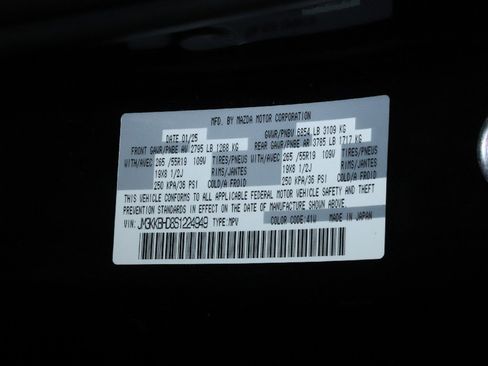 MFD. BY MAZDA MOTOR CORPORATION
DATE 01/25 GVWR/PNBV 6854 LB 3109 KG
FRONT GAWR/PNBE AV 2795 LB 1268 KG REAR GAWR/PNBE AR 3785 LB 1717 KG
WITH/AVEC 265 /55R19 109V TIRES/PNEUS WITH/AVEC 265 /55R19 109V TIRES/PNEUS
19X8 1/2J RIMS/JANTES 19X8 1/2J RIMS/JANTES
250 KPA/36 PSI COLD/A FROID 250 KPA/36 PSI COLD/A FROID
THIS VEHICLE CONFORMS TO ALL APPLICABLE FEDERAL MOTOR VEHICLE SAFETY AND THEFT
PREVENTION STANDARDS IN EFFECT ON THE DATE OF MANUFACTURE SHOWN ABOVE.
VIN: JM3KKBHD8S1224949 TYPE:MPV COLOR CODE:41U MADE IN JAPAN